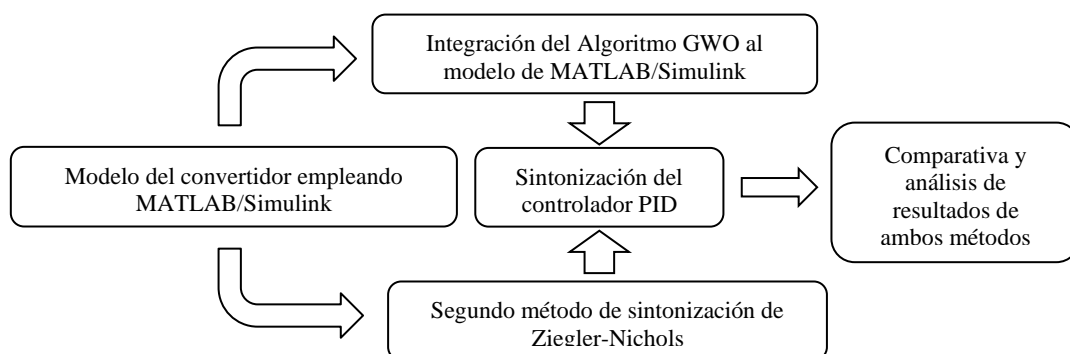 Integración del Algoritmo GWO al
modelo de MATLAB/Simulink
Modelo del convertidor empleando
MATLAB/Simulink
Sintonización del
controlador PID
Comparativa y
análisis de
resultados de
ambos métodos
Segundo método de sintonización de
Ziegler-Nichols